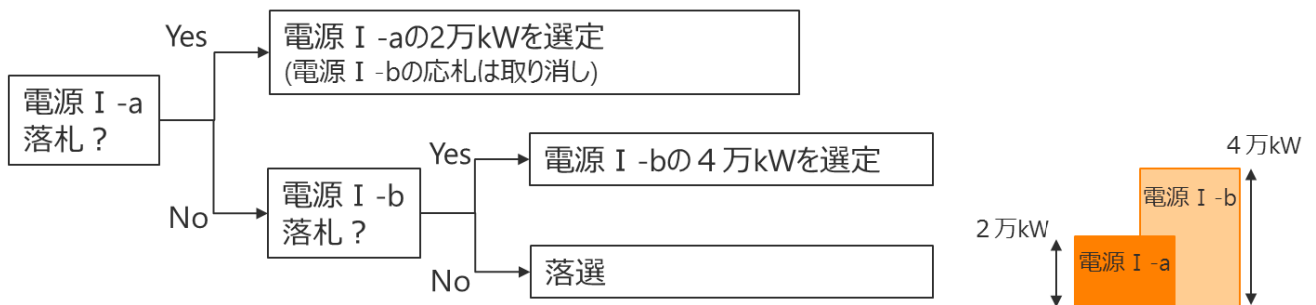 Yes
電源Ⅰ-aの2万kWを選定
(電源Ⅰ-bの応札は取り消し)
電源Ⅰ-a
落札？
No
電源Ⅰ-b
落札？
Yes
電源Ⅰ-bの４万kWを選定
No
落選
４万kW
電源Ⅰ-b
２万kW
電源Ⅰ-a